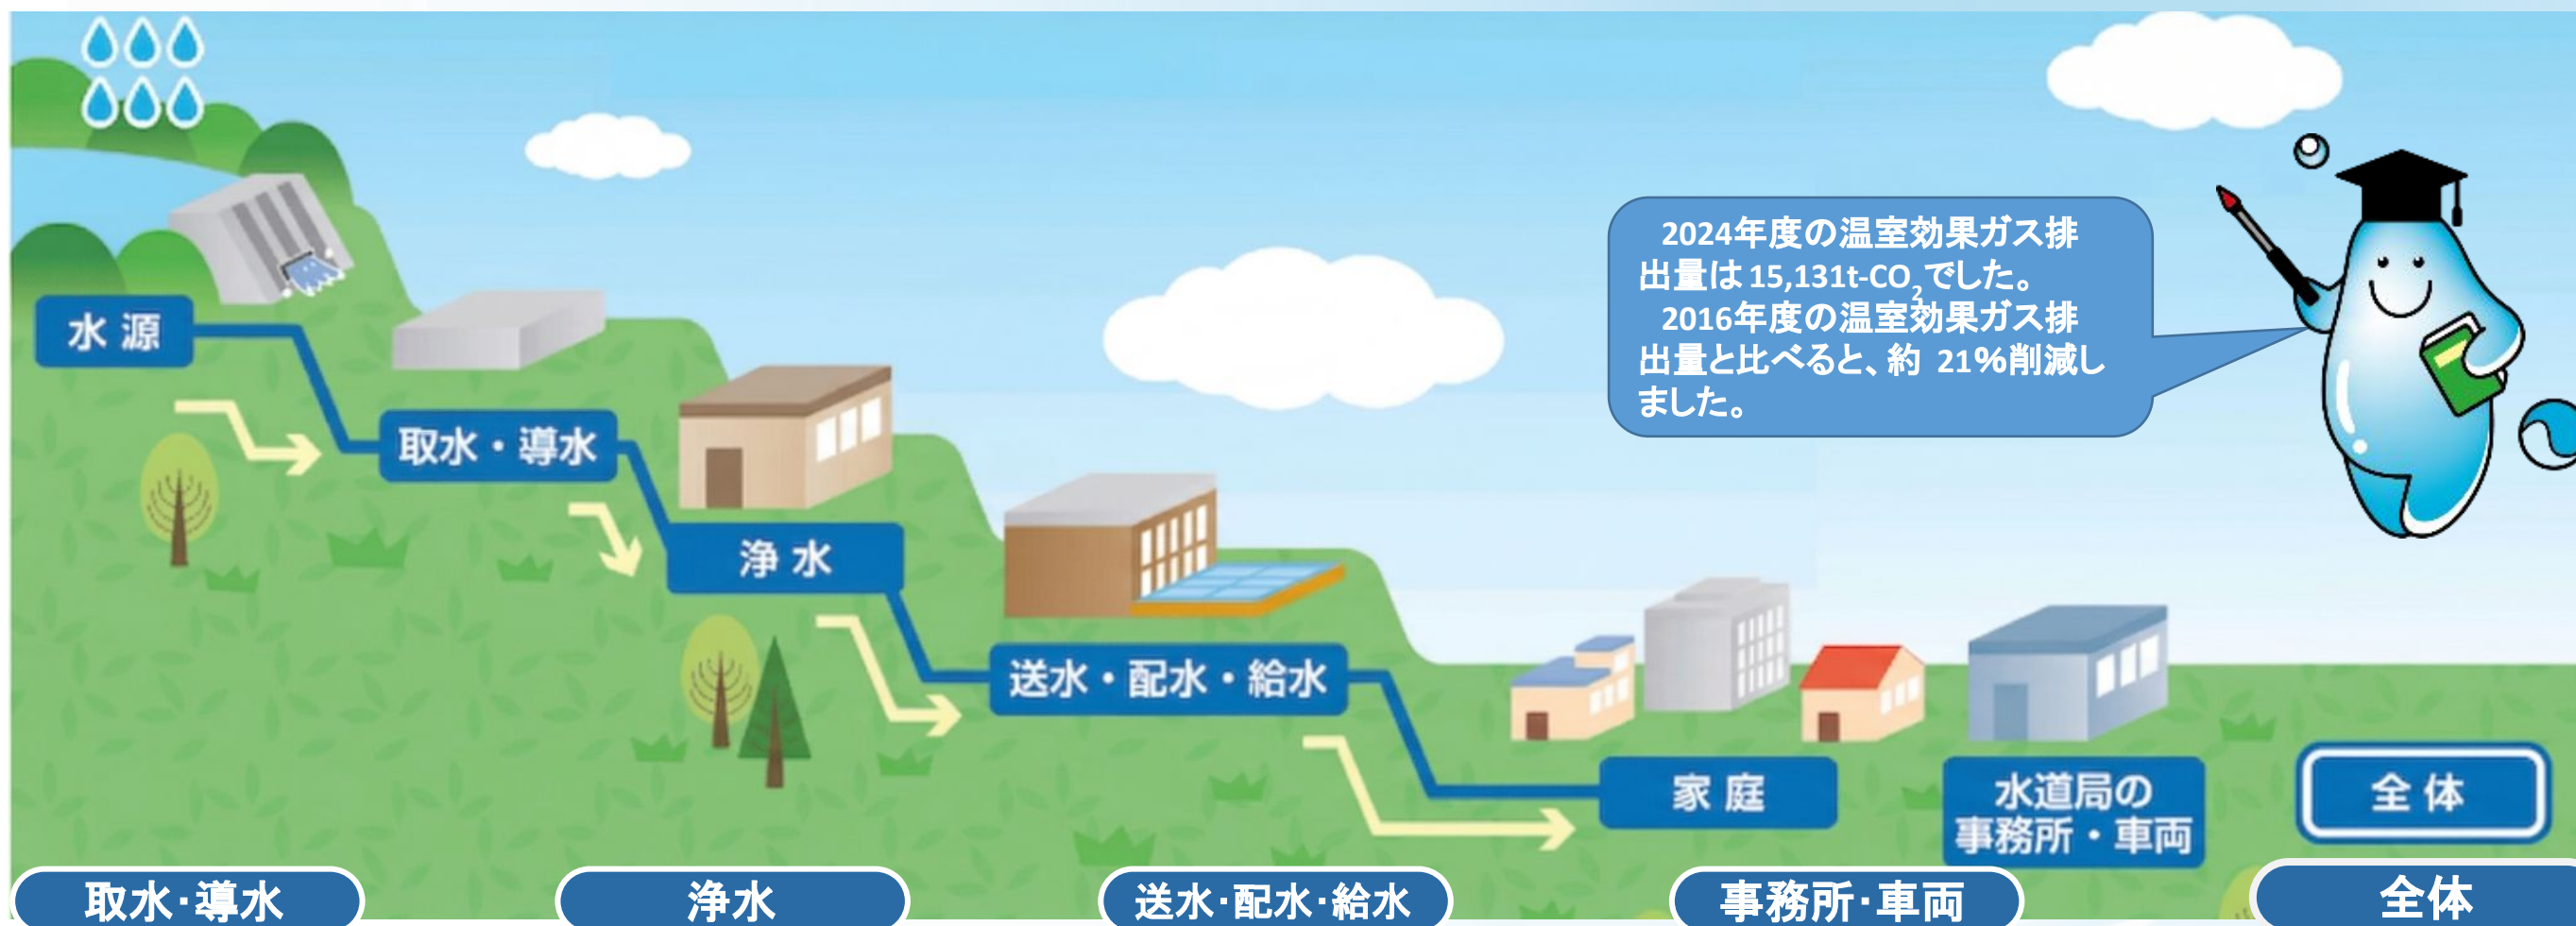 2024年度の温室効果ガス排
出量は15,131t-CO₂でした。
2016年度の温室効果ガス排
出量と比べると、約 21%削減し
ました。
水源
取水・導水
浄水
送水・配水・給水
家庭
水道局の
事務所・車両
全体
取水・導水
浄水
送水・配水・給水
事務所・車両
全体